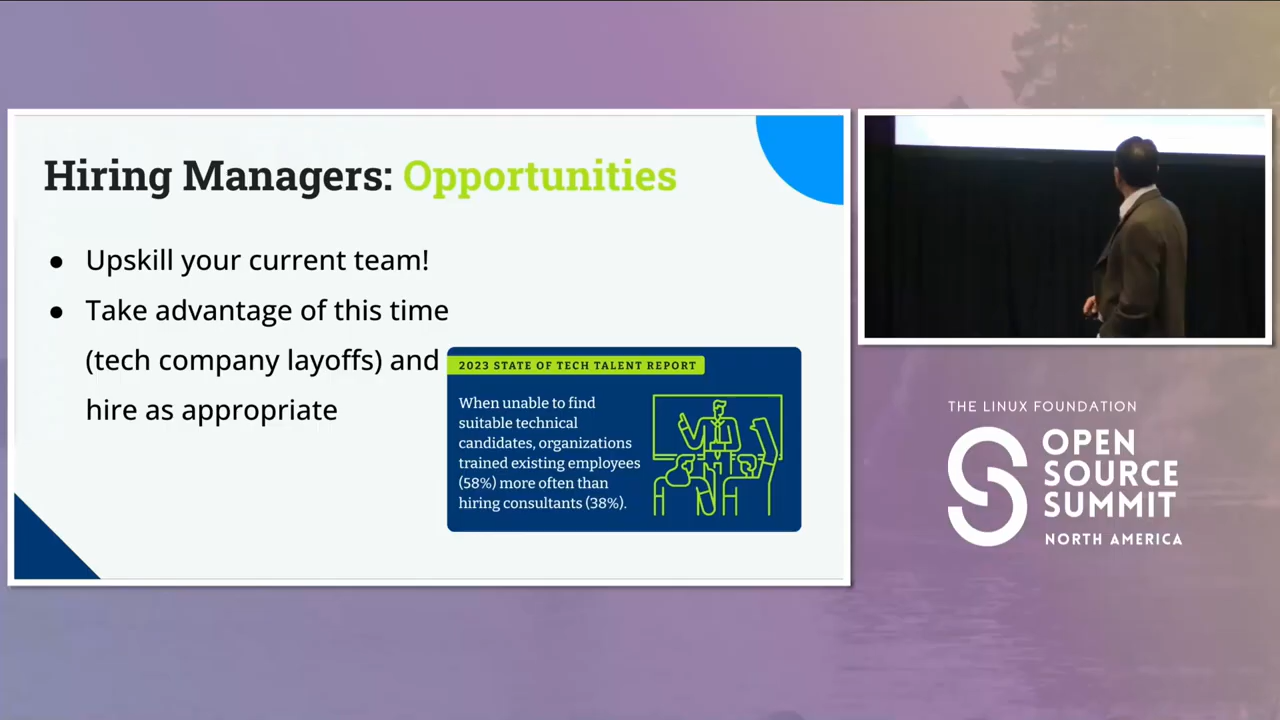 Hiring Managers: Opportunities
● Upskill your current team!
● Take advantage of this time
(tech company layoffs) and
hire as appropriate
2023 STATE OF TECH TALENT REPORT
When unable to find
suitable technical
candidates, organizations
trained existing employees
(58%) more often than
hiring consultants (38%).
THE LINUX FOUNDATION
OPEN
SOURCE
SUMMIT
NORTH AMERICA